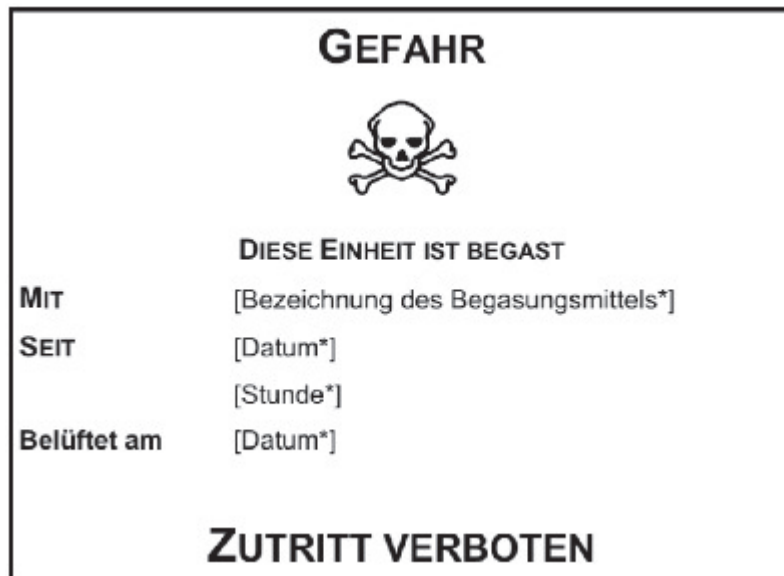 GEFAHR
DIESE EINHEIT IST BEGAST
MIT [Bezeichnung des Begasungsmittels*]
SEIT [Datum*]
[Stunde*]
Belüftet am [Datum*]
ZUTRITT VERBOTEN